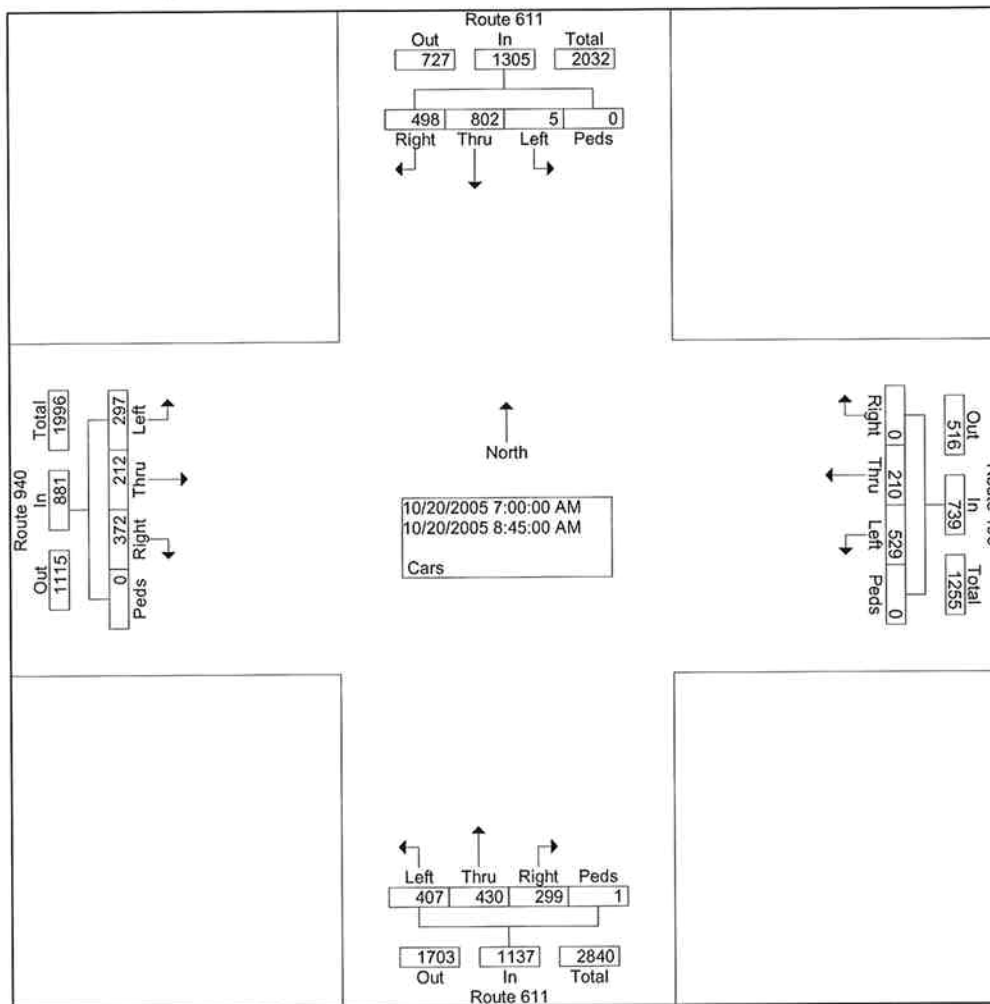 Route 611
Out In Total
727 1305 2032
498 802 5 0
Right Thru Left Peds
Route 940
Total In Out
1996 881 1115
297 212 372 0
Left Thru Right Peds
North
10/20/2005 7:00:00 AM
10/20/2005 8:45:00 AM
Cars
Right Thru Left Peds
0 210 529 0
Out In Total
516 739 1255
Left Thru Right Peds
407 430 299 1
1703 1137 2840
Out In Total
Route 611